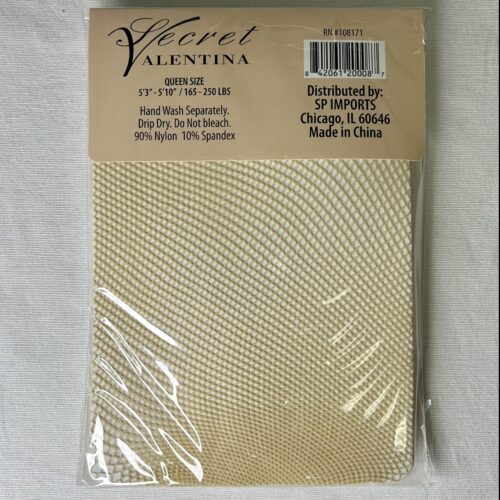 Secret
VALENTINA
QUEEN SIZE
5'3" - 5'10" / 165 - 250 LBS
Hand Wash Separately.
Drip Dry. Do Not bleach.
90% Nylon 10% Spandex
RN #108171
8 42061 20008 7
Distributed by:
SP IMPORTS
Chicago, IL 60646
Made in China